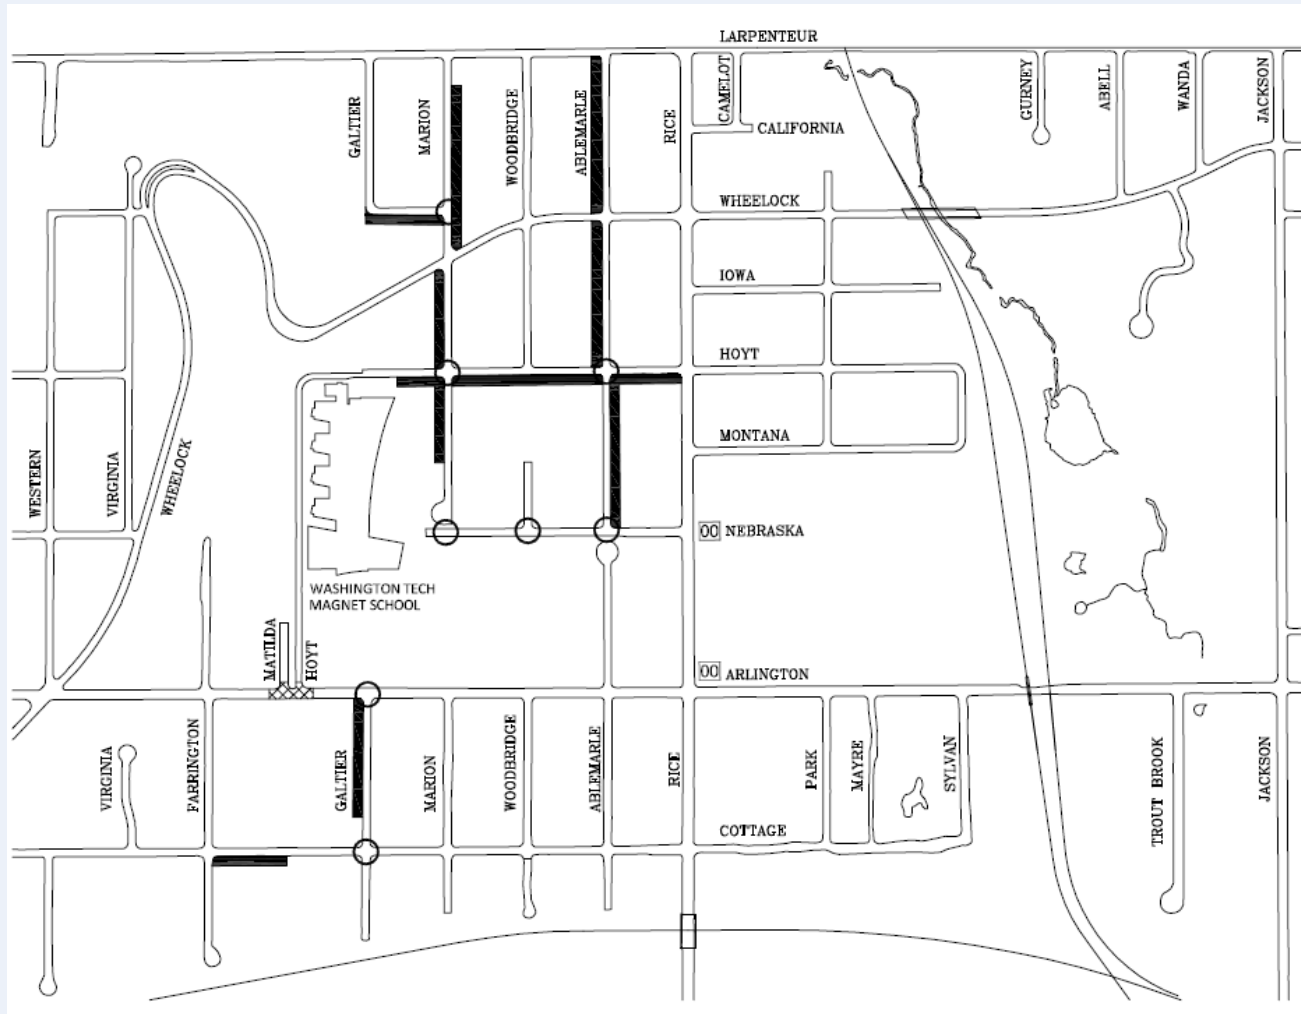 LARPENTEUR
CAMELOT
GURNEY
ABELL
WANDA
JACKSON
GALTIER
MARION
WOODBRIDGE
ABLEMARLE
RICE
CALIFORNIA
WHEELOCK
IOWA
HOYT
MONTANA
WESTERN
VIRGINIA
WHEELOCK
00 NEBRASKA
WASHINGTON TECH
MAGNET SCHOOL
MATILDA
HOYT
00 ARLINGTON
VIRGINIA
FARRINGTON
GALTIER
MARION
WOODBRIDGE
ABLEMARLE
RICE
PARK
MAYRE
SYLVAN
TROUT BROOK
JACKSON
COTTAGE